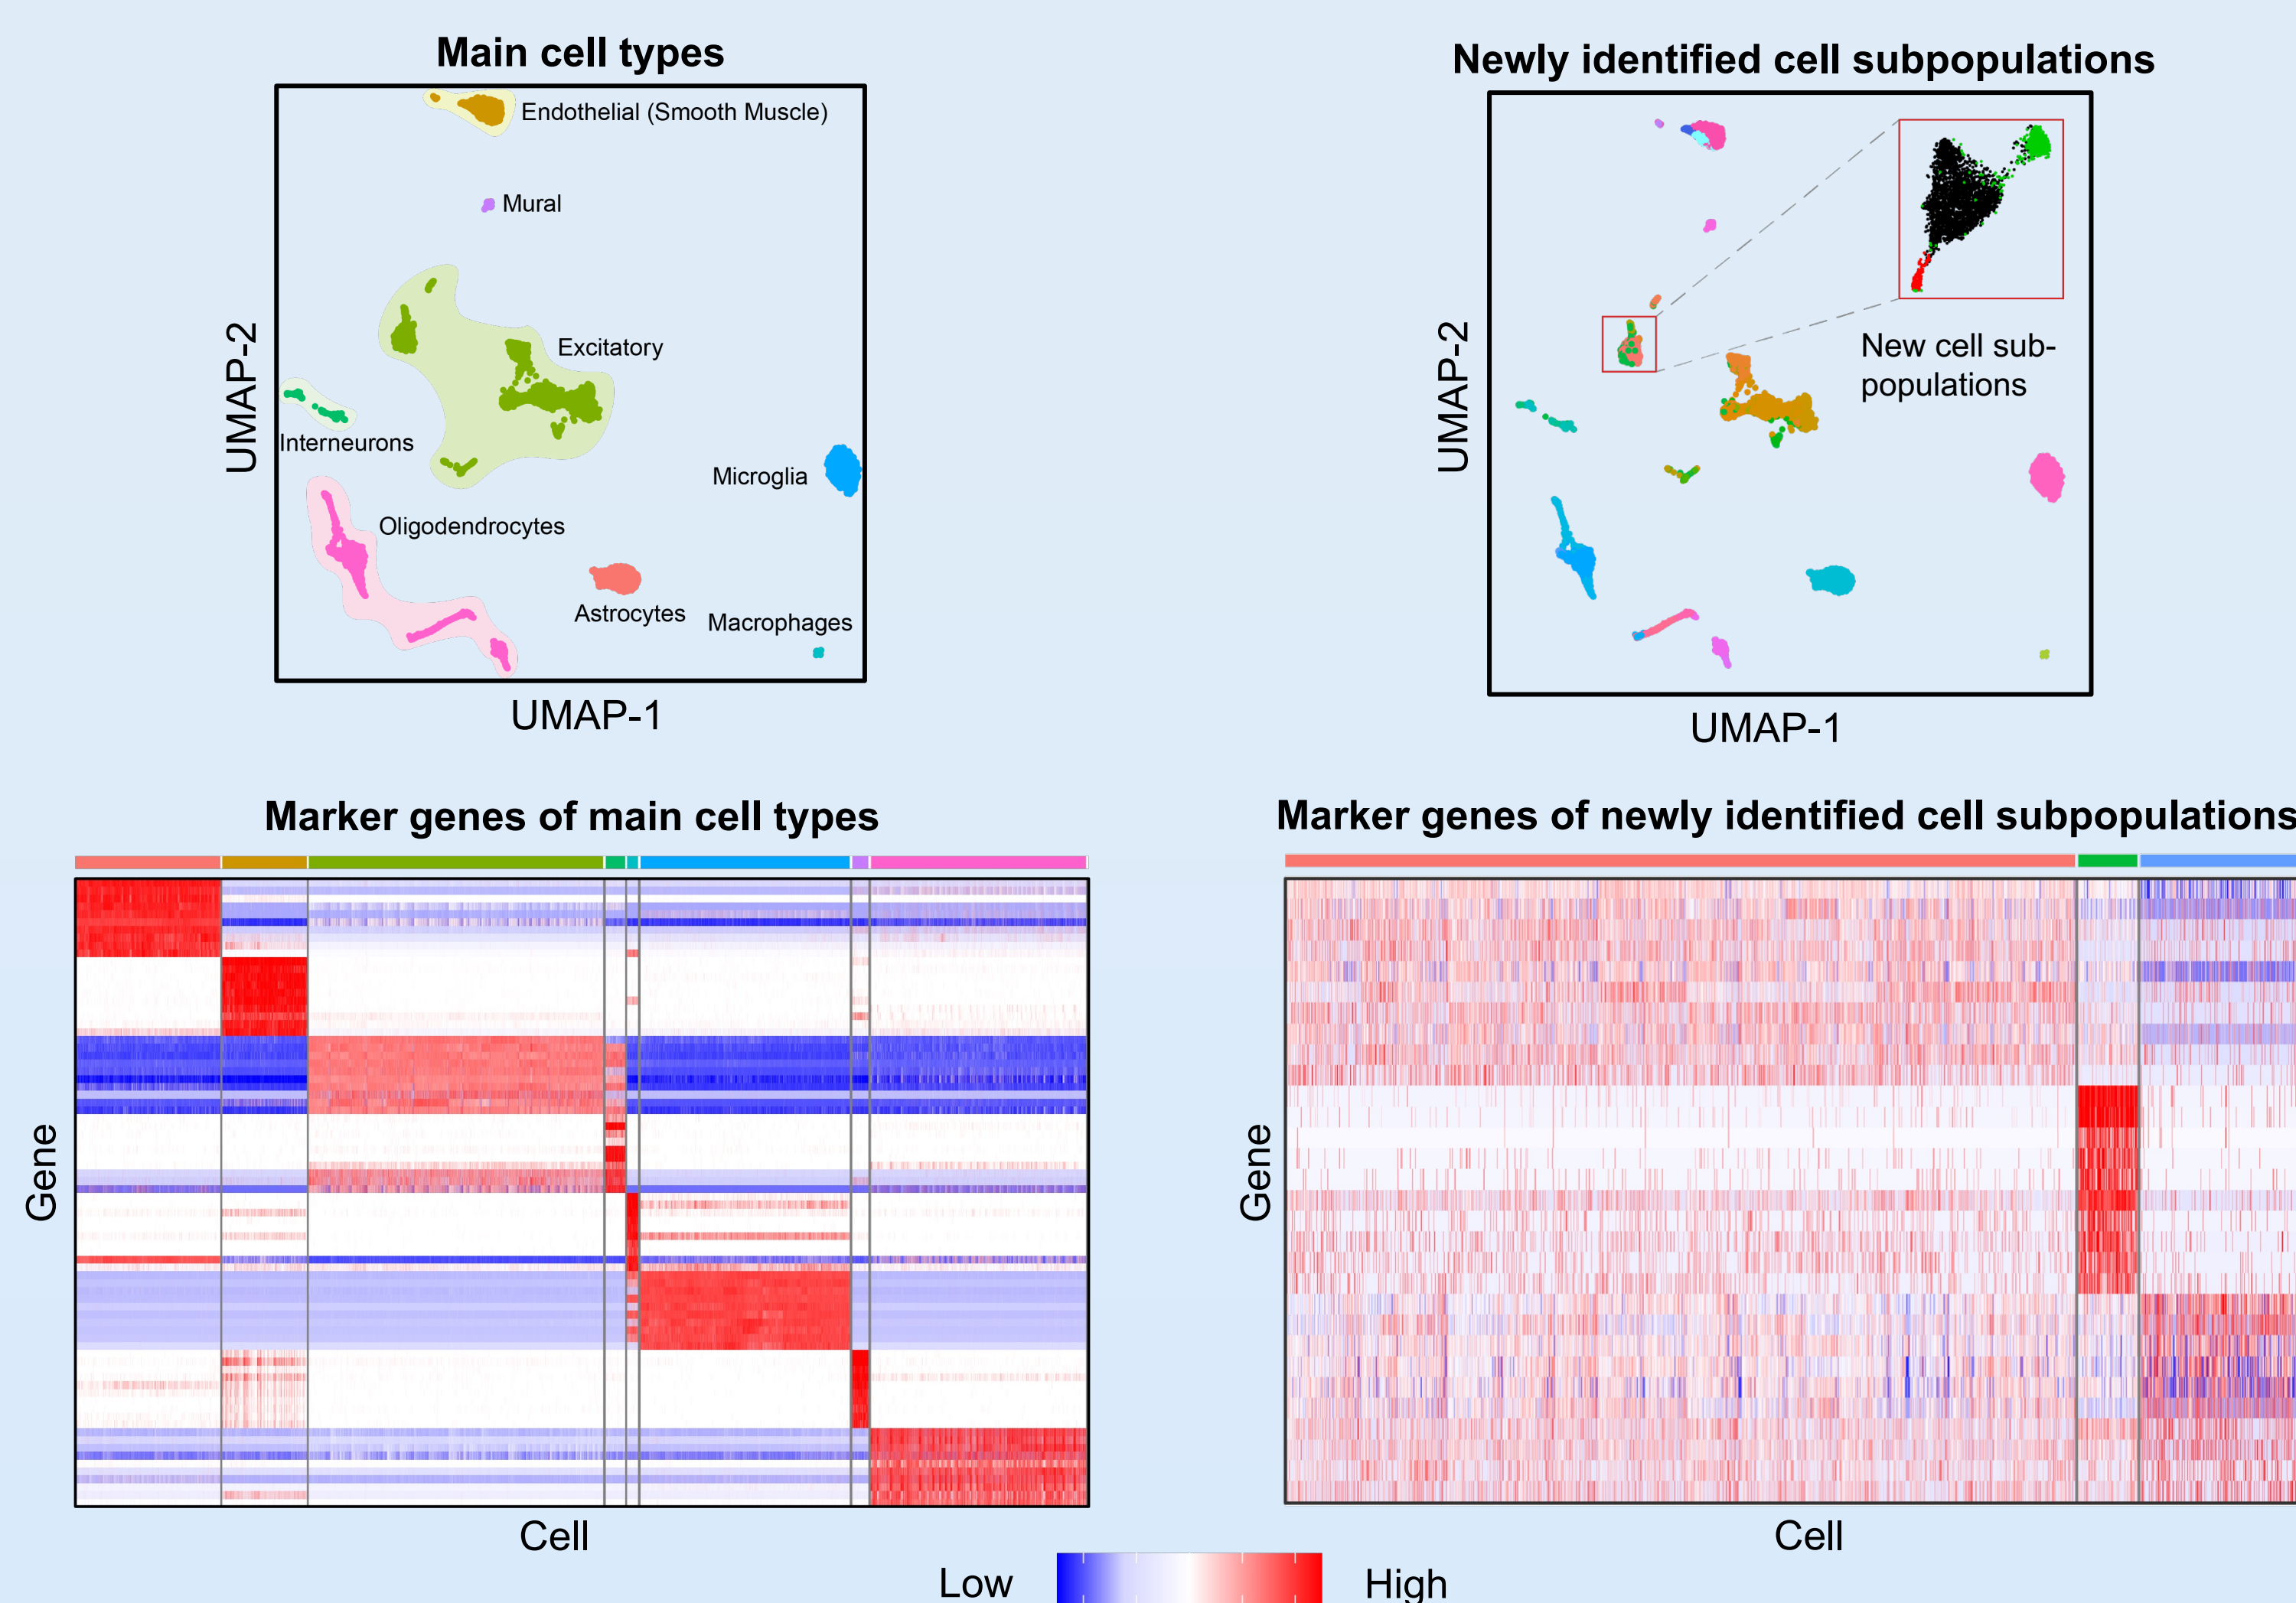 Main cell types
Endothelial (Smooth Muscle)
Mural
Excitatory
Interneurons
Microglia
Oligodendrocytes
Astrocytes
Macrophages
UMAP-2
UMAP-1
Newly identified cell subpopulations
New cell sub-
populations
UMAP-2
UMAP-1
Marker genes of main cell types
Gene
Cell
Marker genes of newly identified cell subpopulations
Gene
Cell
Low
High